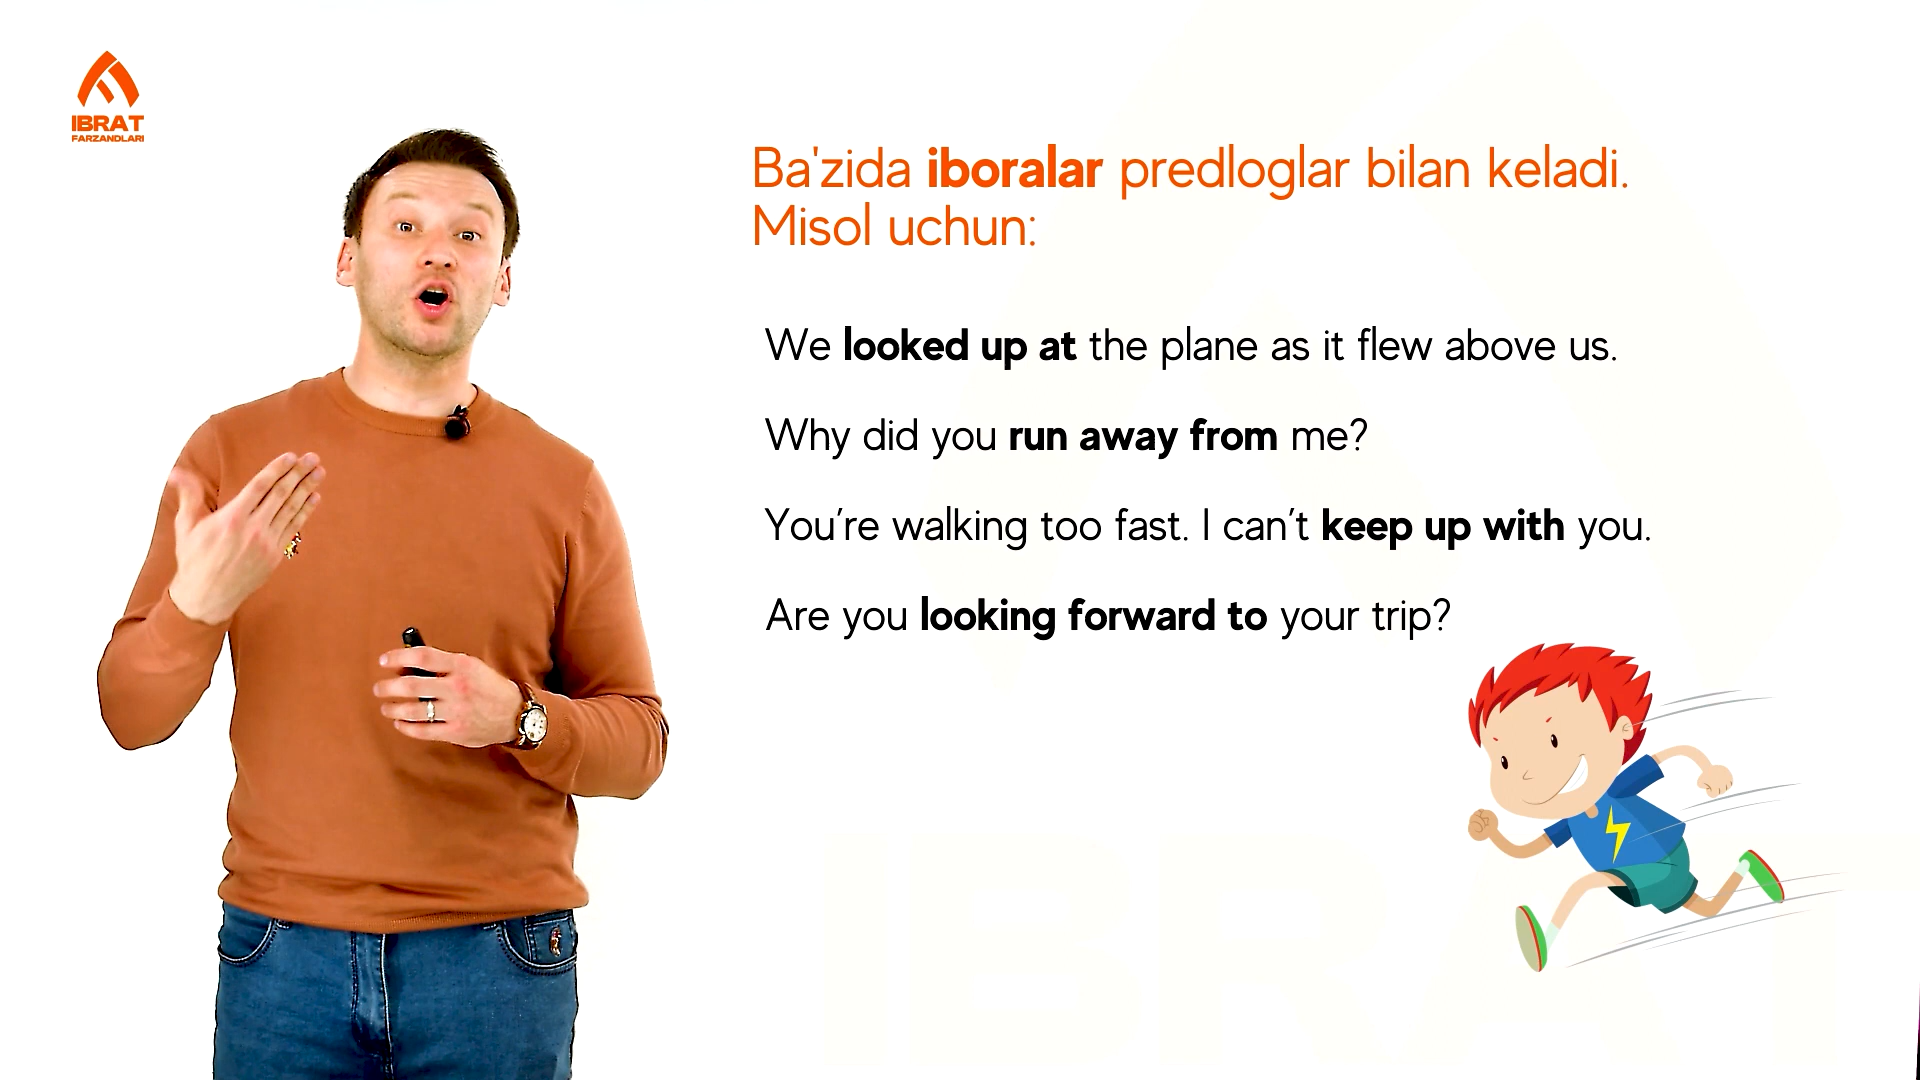 IBRAT
FARZANDLARI
Ba'zida iboralar predloglar bilan keladi.
Misol uchun:
We looked up at the plane as it flew above us.
Why did you run away from me?
You’re walking too fast. I can’t keep up with you.
Are you looking forward to your trip?
IBRAT